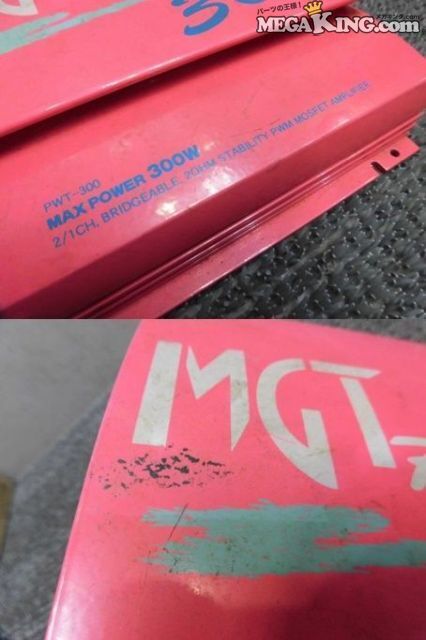 パーツの王様!
MEGAKING.com
PWT-300
MAX POWER 300W
2/1CH, BRIDGEABLE, 2OHM STABILITY PWM MOSFET AMPLIFIER
MGT